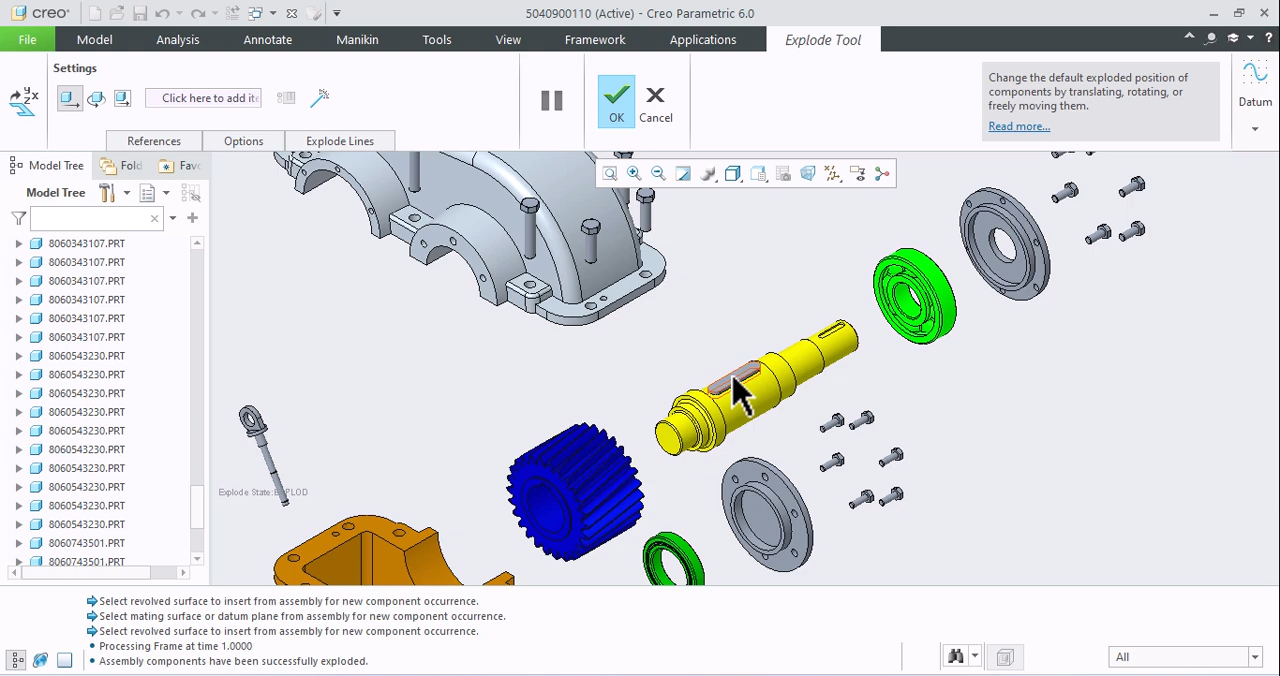 creo
5040900110 (Active) - Creo Parametric 6.0
File
Model
Analysis
Annotate
Manikin
Tools
View
Framework
Applications
Explode Tool
Settings
Click here to add ite
OK
Cancel
Change the default exploded position of
components by translating, rotating, or
freely moving them.
Read more...
Datum
References
Options
Explode Lines
Model Tree
Fold
Fav
Model Tree
8060343107.PRT
8060343107.PRT
8060343107.PRT
8060343107.PRT
8060343107.PRT
8060343107.PRT
8060543230.PRT
8060543230.PRT
8060543230.PRT
8060543230.PRT
8060543230.PRT
8060543230.PRT
8060543230.PRT
8060543230.PRT
8060543230.PRT
8060543230.PRT
8060743501.PRT
8060743501.PRT
Select revolved surface to insert from assembly for new component occurrence.
Select mating surface or datum plane from assembly for new component occurrence.
Select revolved surface to insert from assembly for new component occurrence.
• Processing Frame at time 1.0000
• Assembly components have been successfully exploded.
All